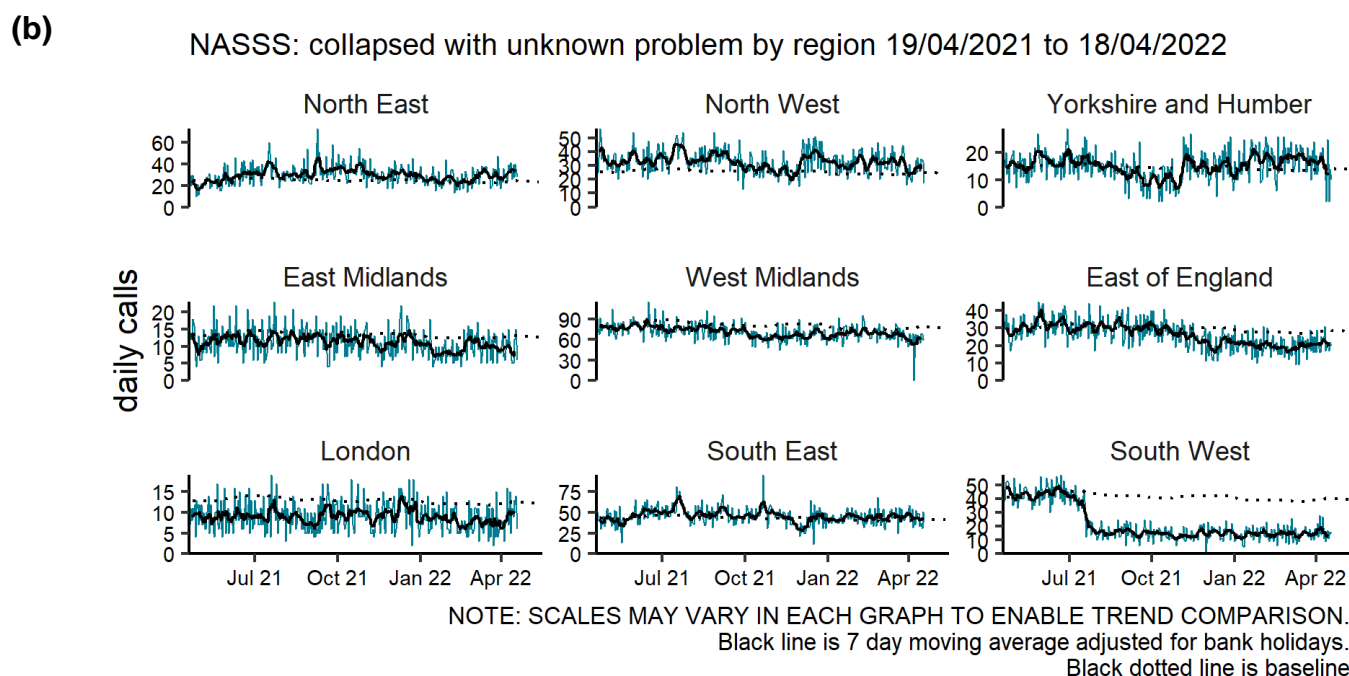 (b)
NASSS: collapsed with unknown problem by region 19/04/2021 to 18/04/2022
North East
North West
Yorkshire and Humber
60
40
20
0
50
40
30
20
10
0
20
10
0
daily calls
East Midlands
West Midlands
East of England
20
15
10
5
0
90
60
30
0
40
30
20
10
0
London
South East
South West
15
10
5
0
75
50
25
0
50
40
30
20
10
0
Jul 21 Oct 21 Jan 22 Apr 22
Jul 21 Oct 21 Jan 22 Apr 22
Jul 21 Oct 21 Jan 22 Apr 22
NOTE: SCALES MAY VARY IN EACH GRAPH TO ENABLE TREND COMPARISON.
Black line is 7 day moving average adjusted for bank holidays.
Black dotted line is baseline